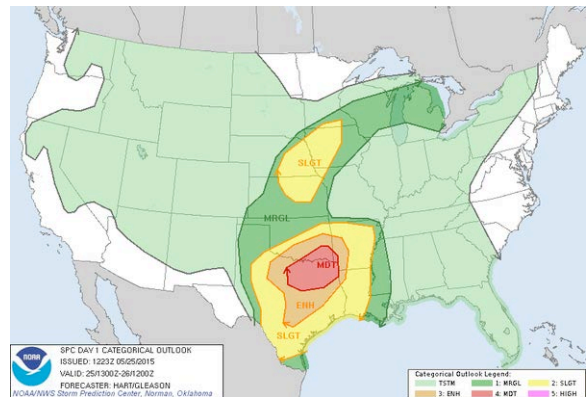 SLGT
MRGL
MDT
ENH
SLGT
NOAA
SPC DAY 1 CATEGORICAL OUTLOOK
ISSUED: 1223Z 05/25/2015
VALID: 25/1300Z-26/1200Z
FORECASTER: HART/GLEASON
NOAA/NWS Storm Prediction Center, Norman, Oklahoma
Categorical Outlook Legend:
TSTM 1: MRGL 2: SLGT
3: ENH 4: MDT 5: HIGH